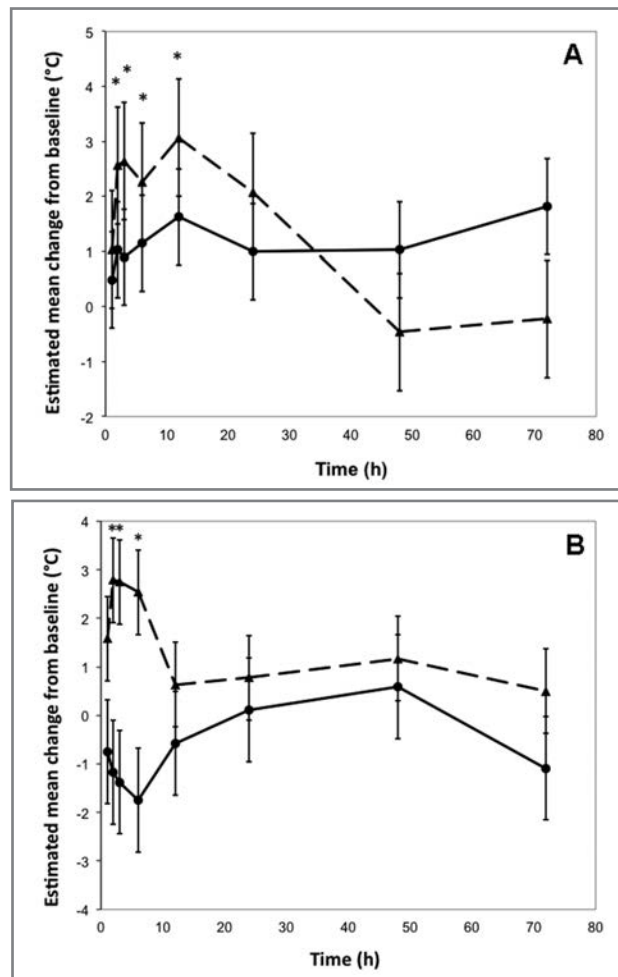 A
Estimated mean change from baseline (°C)
5
4
3
2
1
0
-1
-2
* * * *
0 10 20 30 40 50 60 70 80
Time (h)
B
Estimated mean change from baseline (°C)
4
3
2
1
0
-1
-2
-3
-4
** *
0 10 20 30 40 50 60 70 80
Time (h)